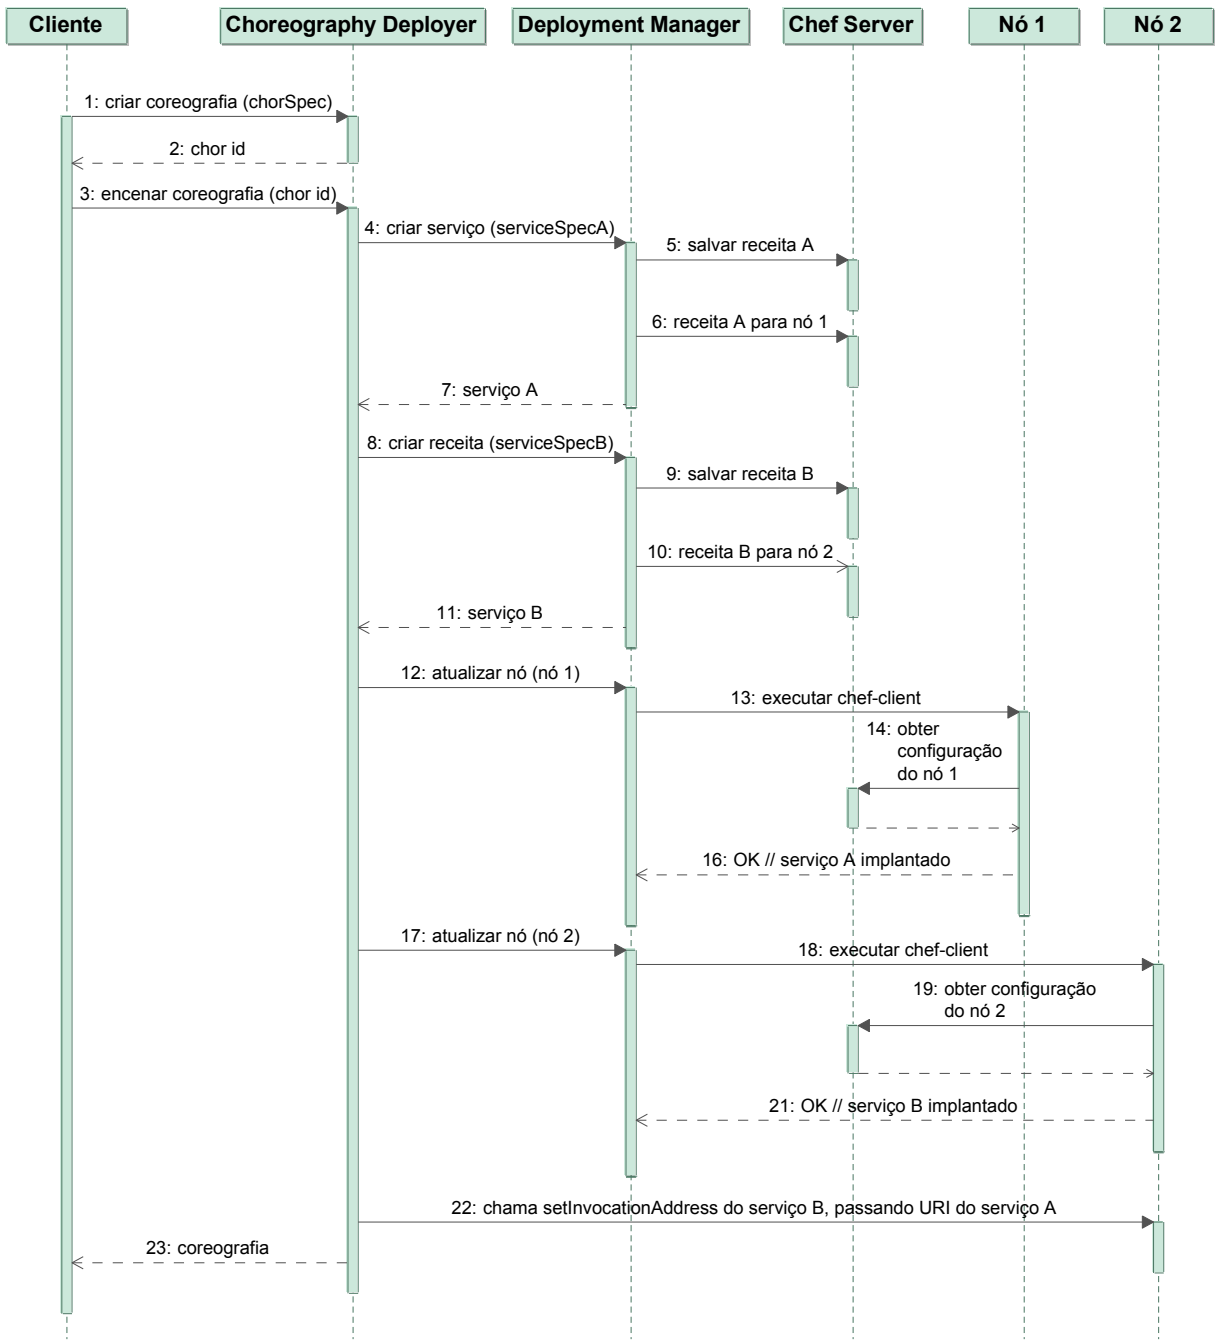 Cliente
Choreography Deployer
Deployment Manager
Chef Server
Nó 1
Nó 2
1: criar coreografia (chorSpec)
2: chor id
3: encenar coreografia (chor id)
4: criar serviço (serviceSpecA)
5: salvar receita A
6: receita A para nó 1
7: serviço A
8: criar receita (serviceSpecB)
9: salvar receita B
10: receita B para nó 2
11: serviço B
12: atualizar nó (nó 1)
13: executar chef-client
14: obter
configuração
do nó 1
16: OK // serviço A implantado
17: atualizar nó (nó 2)
18: executar chef-client
19: obter configuração
do nó 2
21: OK // serviço B implantado
22: chama setInvocationAddress do serviço B, passando URI do serviço A
23: coreografia